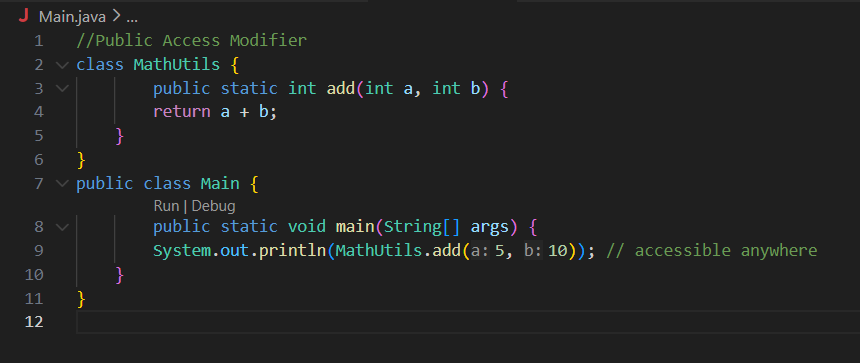 J Main.java > ...
1 //Public Access Modifier
2 class MathUtils {
3 public static int add(int a, int b) {
4 return a + b;
5 }
6 }
7 public class Main {
Run | Debug
8 public static void main(String[] args) {
9 System.out.println(MathUtils.add(a: 5, b: 10)); // accessible anywhere
10 }
11 }
12